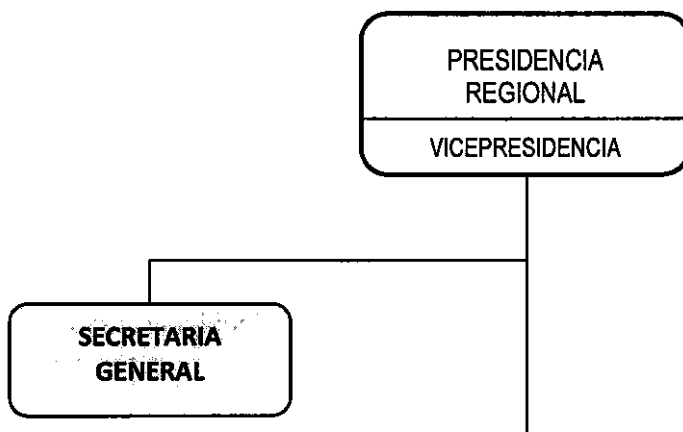 PRESIDENCIA
REGIONAL
VICEPRESIDENCIA
SECRETARIA
GENERAL